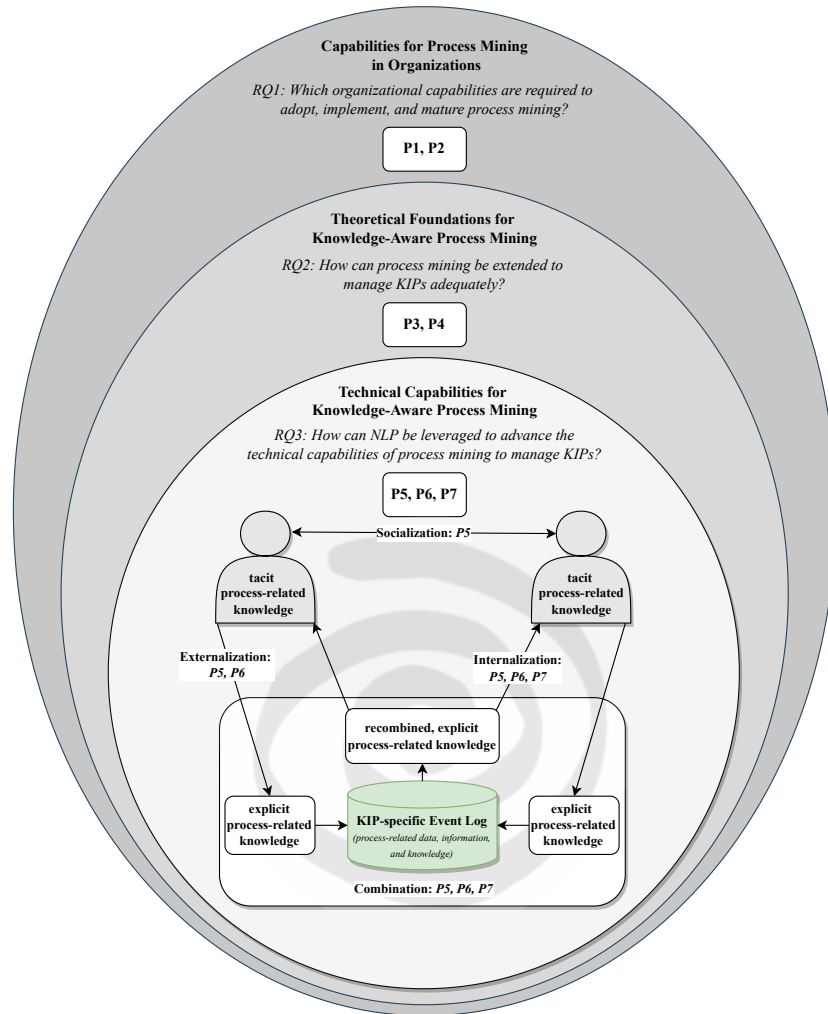 Capabilities for Process Mining
in Organizations
RQ1: Which organizational capabilities are required to
adopt, implement, and mature process mining?
P1, P2
Theoretical Foundations for
Knowledge-Aware Process Mining
RQ2: How can process mining be extended to
manage KIPs adequately?
P3, P4
Technical Capabilities for
Knowledge-Aware Process Mining
RQ3: How can NLP be leveraged to advance the
technical capabilities of process mining to manage KIPs?
P5, P6, P7
Socialization: P5
tacit
process-related
knowledge
tacit
process-related
knowledge
Externalization:
P5, P6
Internalization:
P5, P6, P7
recombined, explicit
process-related knowledge
explicit
process-related
knowledge
KIP-specific Event Log
(process-related data, information,
and knowledge)
explicit
process-related
knowledge
Combination: P5, P6, P7